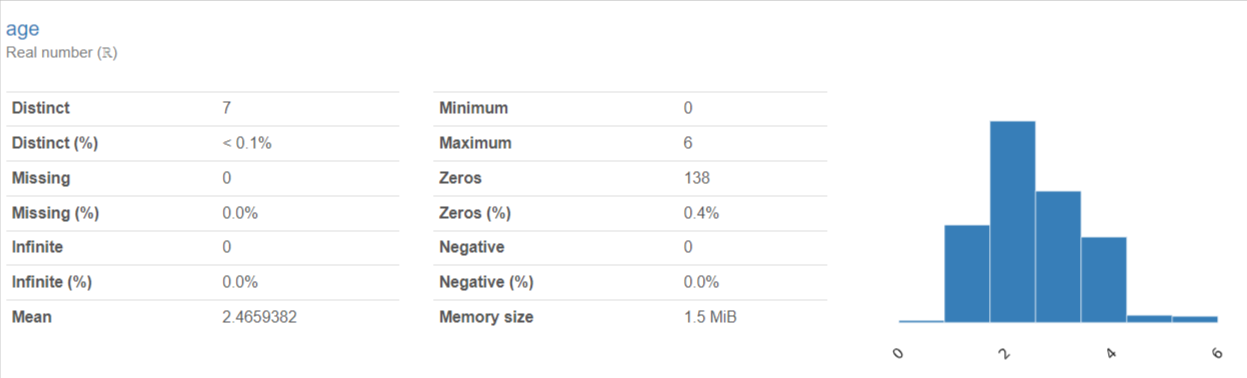 age
Real number (ℝ)
Distinct 7
Distinct (%) < 0.1%
Missing 0
Missing (%) 0.0%
Infinite 0
Infinite (%) 0.0%
Mean 2.4659382
Minimum 0
Maximum 6
Zeros 138
Zeros (%) 0.4%
Negative 0
Negative (%) 0.0%
Memory size 1.5 MiB
0 2 4 6